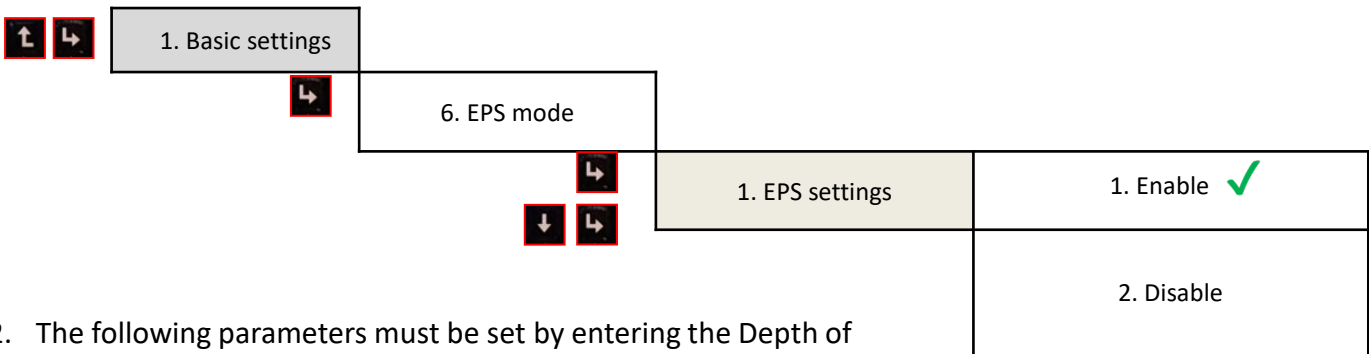 1. Basic settings
6. EPS mode
1. EPS settings
1. Enable
2. Disable
2. The following parameters must be set by entering the Depth of